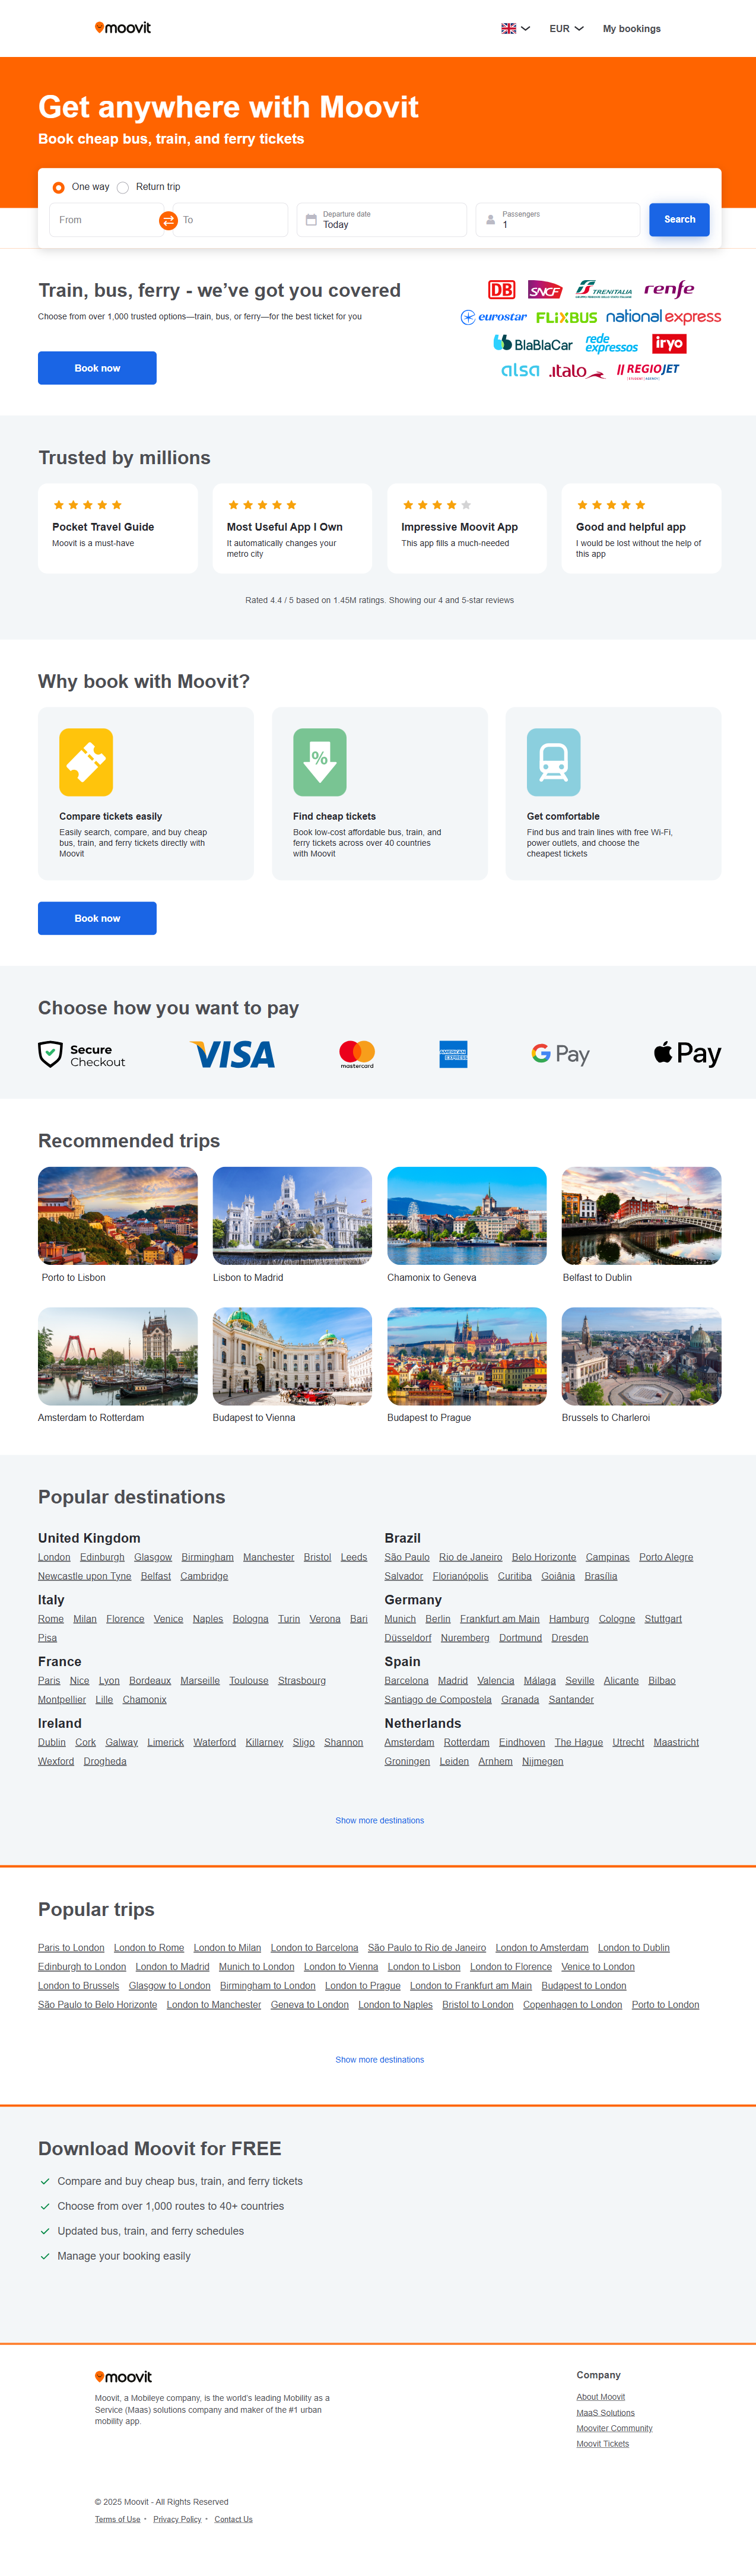 moovit
EUR
My bookings
Get anywhere with Moovit
Book cheap bus, train, and ferry tickets
One way
Return trip
From
To
Departure date
Today
Passengers
1
Search
Train, bus, ferry - we’ve got you covered
Choose from over 1,000 trusted options—train, bus, or ferry—for the best ticket for you
Book now
DB
SNCF
TRENITALIA
renfe
eurostar
FLiXBUS
national express
BlaBlaCar
rede
expressos
iryo
alsa
.italo
REGIOJET
Trusted by millions
Pocket Travel Guide
Moovit is a must-have
Most Useful App I Own
It automatically changes your
metro city
Impressive Moovit App
This app fills a much-needed
Good and helpful app
I would be lost without the help of
this app
Rated 4.4 / 5 based on 1.45M ratings. Showing our 4 and 5-star reviews
Why book with Moovit?
%
Compare tickets easily
Easily search, compare, and buy cheap
bus, train, and ferry tickets directly with
Moovit
Find cheap tickets
Book low-cost affordable bus, train, and
ferry tickets across over 40 countries
with Moovit
Get comfortable
Find bus and train lines with free Wi-Fi,
power outlets, and choose the
cheapest tickets
Book now
Choose how you want to pay
Secure
Checkout
VISA
mastercard
AMERICAN
EXPRESS
G Pay
Pay
Recommended trips
Porto to Lisbon
Lisbon to Madrid
Chamonix to Geneva
Belfast to Dublin
Amsterdam to Rotterdam
Budapest to Vienna
Budapest to Prague
Brussels to Charleroi
Popular destinations
United Kingdom
London Edinburgh Glasgow Birmingham Manchester Bristol Leeds
Newcastle upon Tyne Belfast Cambridge
Brazil
São Paulo Rio de Janeiro Belo Horizonte Campinas Porto Alegre
Salvador Florianópolis Curitiba Goiânia Brasília
Italy
Rome Milan Florence Venice Naples Bologna Turin Verona Bari
Pisa
Germany
Munich Berlin Frankfurt am Main Hamburg Cologne Stuttgart
Düsseldorf Nuremberg Dortmund Dresden
France
Paris Nice Lyon Bordeaux Marseille Toulouse Strasbourg
Montpellier Lille Chamonix
Spain
Barcelona Madrid Valencia Málaga Seville Alicante Bilbao
Santiago de Compostela Granada Santander
Ireland
Dublin Cork Galway Limerick Waterford Killarney Sligo Shannon
Wexford Drogheda
Netherlands
Amsterdam Rotterdam Eindhoven The Hague Utrecht Maastricht
Groningen Leiden Arnhem Nijmegen
Show more destinations
Popular trips
Paris to London London to Rome London to Milan London to Barcelona São Paulo to Rio de Janeiro London to Amsterdam London to Dublin
Edinburgh to London London to Madrid Munich to London London to Vienna London to Lisbon London to Florence Venice to London
London to Brussels Glasgow to London Birmingham to London London to Prague London to Frankfurt am Main Budapest to London
São Paulo to Belo Horizonte London to Manchester Geneva to London London to Naples Bristol to London Copenhagen to London Porto to London
Show more destinations
Download Moovit for FREE
Compare and buy cheap bus, train, and ferry tickets
Choose from over 1,000 routes to 40+ countries
Updated bus, train, and ferry schedules
Manage your booking easily
moovit
Moovit, a Mobileye company, is the world’s leading Mobility as a
Service (Maas) solutions company and maker of the #1 urban
mobility app.
Company
About Moovit
MaaS Solutions
Mooviter Community
Moovit Tickets
© 2025 Moovit - All Rights Reserved
Terms of Use • Privacy Policy • Contact Us